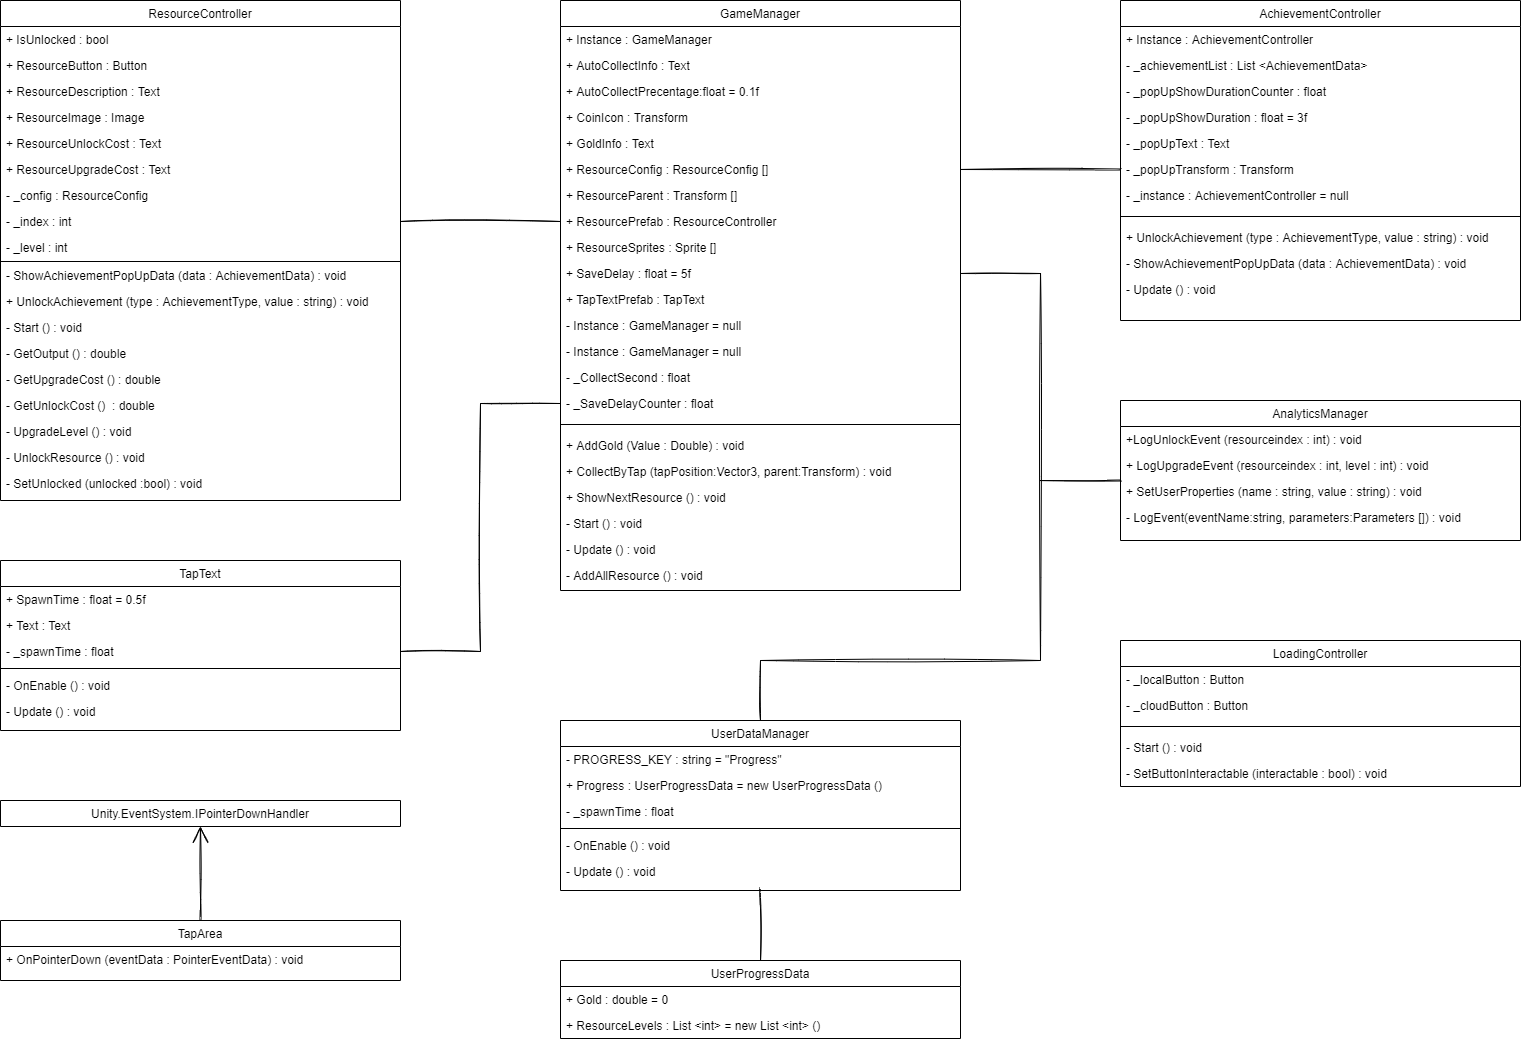 ResourceController
+ IsUnlocked : bool
+ ResourceButton : Button
+ ResourceDescription : Text
+ ResourceImage : Image
+ ResourceUnlockCost : Text
+ ResourceUpgradeCost : Text
- _config : ResourceConfig
- _index : int
- _level : int
- ShowAchievementPopUpData (data : AchievementData) : void
+ UnlockAchievement (type : AchievementType, value : string) : void
- Start () : void
- GetOutput () : double
- GetUpgradeCost () : double
- GetUnlockCost ()  : double
- UpgradeLevel () : void
- UnlockResource () : void
- SetUnlocked (unlocked :bool) : void
GameManager
+ Instance : GameManager
+ AutoCollectInfo : Text
+ AutoCollectPrecentage:float = 0.1f
+ CoinIcon : Transform
+ GoldInfo : Text
+ ResourceConfig : ResourceConfig []
+ ResourceParent : Transform []
+ ResourcePrefab : ResourceController
+ ResourceSprites : Sprite []
+ SaveDelay : float = 5f
+ TapTextPrefab : TapText
- Instance : GameManager = null
- Instance : GameManager = null
- _CollectSecond : float
- _SaveDelayCounter : float
+ AddGold (Value : Double) : void
+ CollectByTap (tapPosition:Vector3, parent:Transform) : void
+ ShowNextResource () : void
- Start () : void
- Update () : void
- AddAllResource () : void
AchievementController
+ Instance : AchievementController
- _achievementList : List <AchievementData>
- _popUpShowDurationCounter : float
- _popUpShowDuration : float = 3f
- _popUpText : Text
- _popUpTransform : Transform
- _instance : AchievementController = null
+ UnlockAchievement (type : AchievementType, value : string) : void
- ShowAchievementPopUpData (data : AchievementData) : void
- Update () : void
AnalyticsManager
+LogUnlockEvent (resourceindex : int) : void
+ LogUpgradeEvent (resourceindex : int, level : int) : void
+ SetUserProperties (name : string, value : string) : void
- LogEvent(eventName:string, parameters:Parameters []) : void
TapText
+ SpawnTime : float = 0.5f
+ Text : Text
- _spawnTime : float
- OnEnable () : void
- Update () : void
LoadingController
- _localButton : Button
- _cloudButton : Button
- Start () : void
- SetButtonInteractable (interactable : bool) : void
UserDataManager
- PROGRESS_KEY : string = "Progress"
+ Progress : UserProgressData = new UserProgressData ()
- _spawnTime : float
- OnEnable () : void
- Update () : void
Unity.EventSystem.IPointerDownHandler
TapArea
+ OnPointerDown (eventData : PointerEventData) : void
UserProgressData
+ Gold : double = 0
+ ResourceLevels : List <int> = new List <int> ()